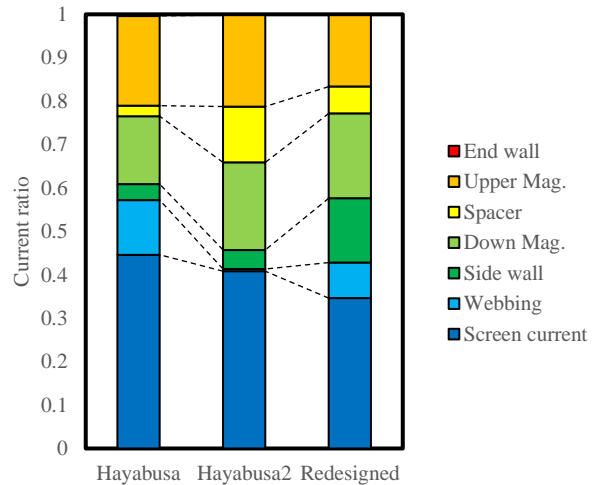 1
0.9
0.8
0.7
0.6
0.5
0.4
0.3
0.2
0.1
0
Current ratio
Hayabusa Hayabusa2 Redesigned
End wall
Upper Mag.
Spacer
Down Mag.
Side wall
Webbing
Screen current